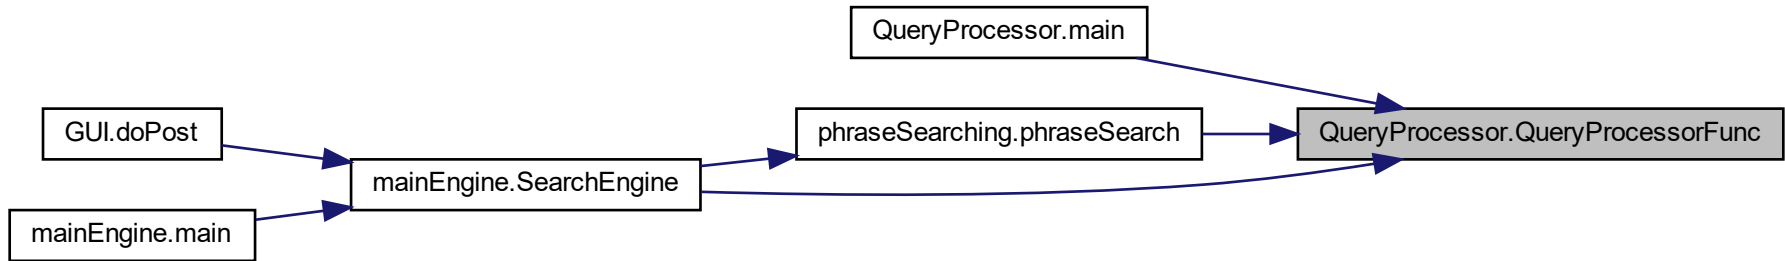 QueryProcessor.main
GUI.doPost
phraseSearching.phraseSearch
QueryProcessor.QueryProcessorFunc
mainEngine.SearchEngine
mainEngine.main